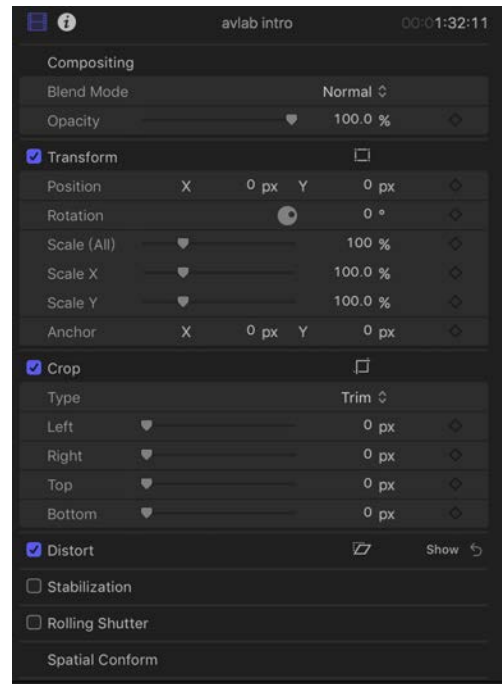 avlab intro 00:01:32:11
Compositing
Blend Mode Normal
Opacity 100.0 %
Transform
Position X 0 px Y 0 px
Rotation 0 °
Scale (All) 100 %
Scale X 100.0 %
Scale Y 100.0 %
Anchor X 0 px Y 0 px
Crop
Type Trim
Left 0 px
Right 0 px
Top 0 px
Bottom 0 px
Distort Show
Stabilization
Rolling Shutter
Spatial Conform